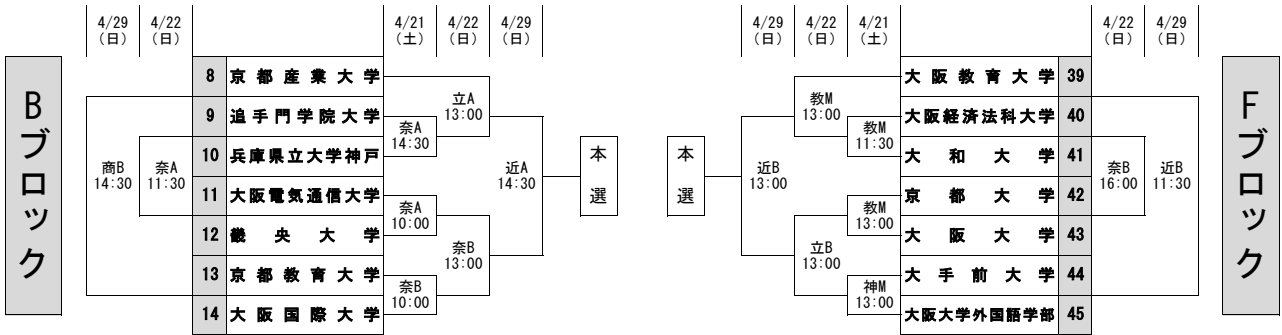 4/29
(日)
4/22
(日)
4/21
(土)
4/22
(日)
4/29
(日)
Bブロック
8 京都産業大学
9 追手門学院大学
10 兵庫県立大学神戸
11 大阪電気通信大学
12 畿央大学
13 京都教育大学
14 大阪国際大学
商B
14:30
奈A
11:30
奈A
14:30
奈A
10:00
奈B
10:00
立A
13:00
奈B
13:00
近A
14:30
本選
4/29
(日)
4/22
(日)
4/21
(土)
4/22
(日)
4/29
(日)
本選
近B
13:00
教M
13:00
立B
13:00
教M
11:30
教M
13:00
神M
13:00
大阪教育大学 39
大阪経済法科大学 40
大和大学 41
京都大学 42
大阪大学 43
大手前大学 44
大阪大学外国語学部 45
奈B
16:00
近B
11:30
Fブロック